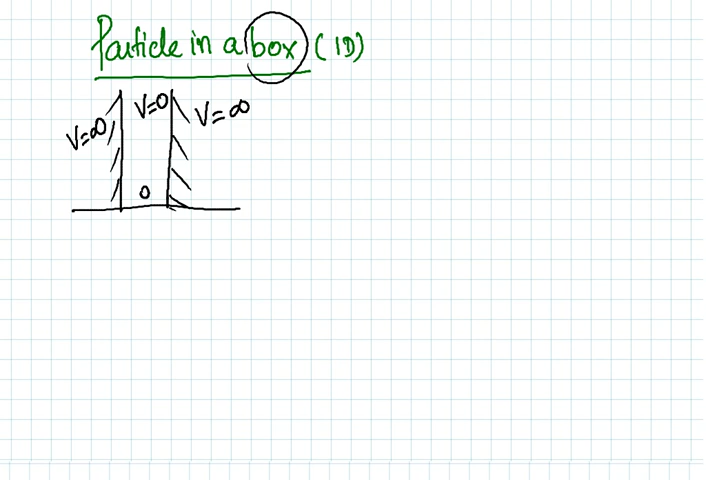 Particle in a box (1D)
V=∞ V=0 V=∞
0